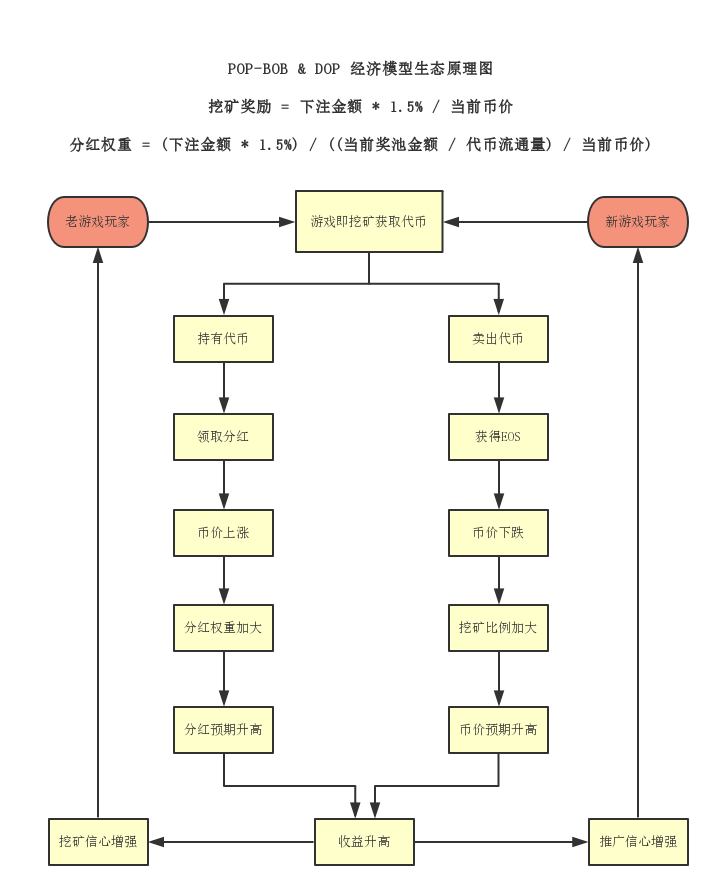 POP-BOB & DOP 经济模型生态原理图
挖矿奖励 = 下注金额 * 1.5% / 当前币价
分红权重 = (下注金额 * 1.5%) / ((当前奖池金额 / 代币流通量) / 当前币价)
老游戏玩家
游戏即挖矿获取代币
新游戏玩家
持有代币
卖出代币
领取分红
获得EOS
币价上涨
币价下跌
分红权重加大
挖矿比例加大
分红预期升高
币价预期升高
挖矿信心增强
收益升高
推广信心增强